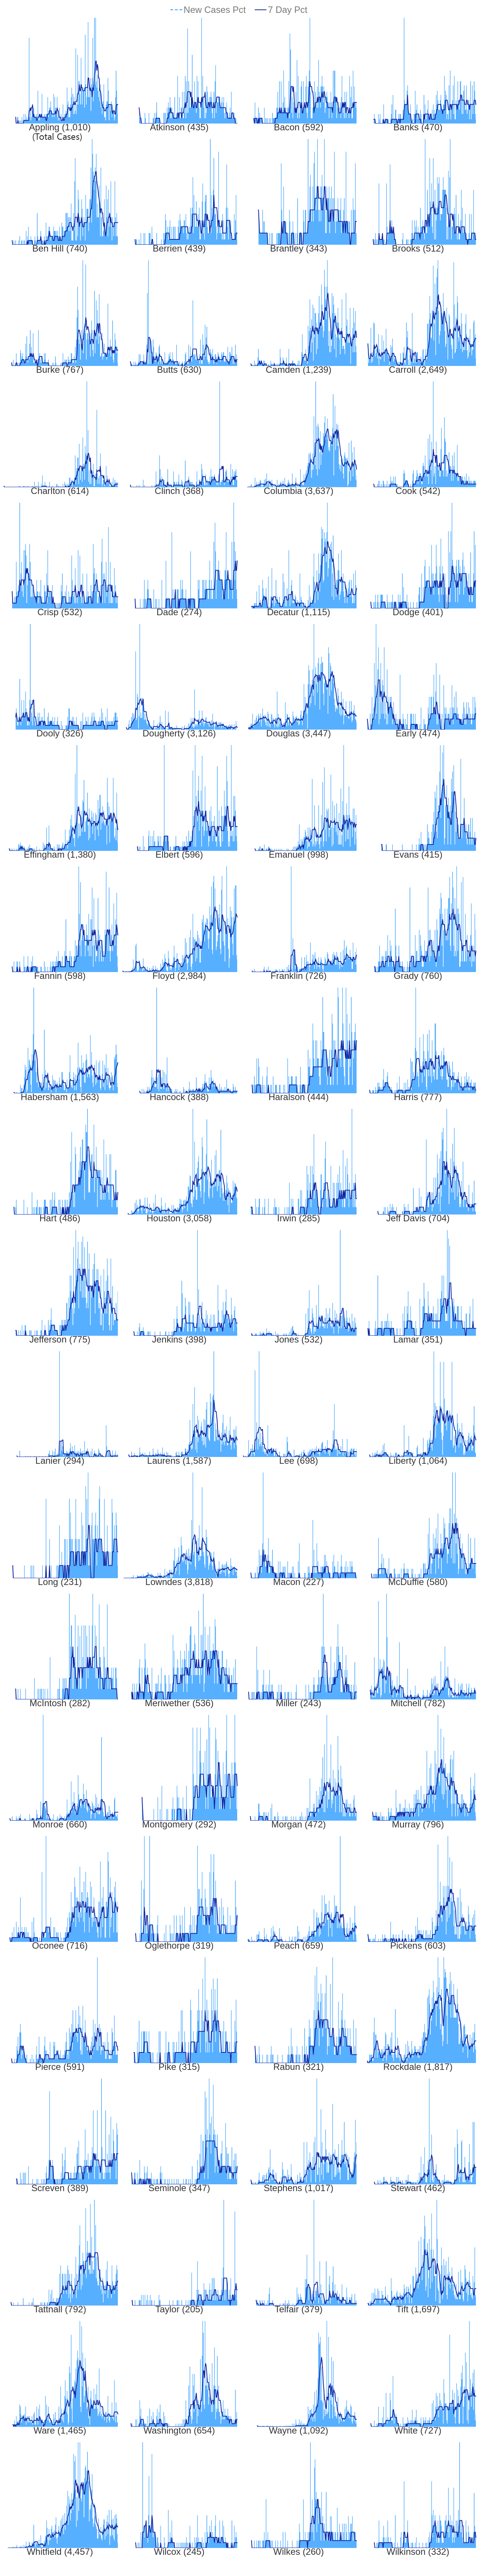 New Cases Pct 7 Day Pct
Appling (1,010) Atkinson (435) Bacon (592) Banks (470)
(Total Cases)
Ben Hill (740) Berrien (439) Brantley (343) Brooks (512)
Burke (767) Butts (630) Camden (1,239) Carroll (2,649)
Charlton (614) Clinch (368) Columbia (3,637) Cook (542)
Crisp (532) Dade (274) Decatur (1,115) Dodge (401)
Dooly (326) Dougherty (3,126) Douglas (3,447) Early (474)
Effingham (1,380) Elbert (596) Emanuel (998) Evans (415)
Fannin (598) Floyd (2,984) Franklin (726) Grady (760)
Habersham (1,563) Hancock (388) Haralson (444) Harris (777)
Hart (486) Houston (3,058) Irwin (285) Jeff Davis (704)
Jefferson (775) Jenkins (398) Jones (532) Lamar (351)
Lanier (294) Laurens (1,587) Lee (698) Liberty (1,064)
Long (231) Lowndes (3,818) Macon (227) McDuffie (580)
McIntosh (282) Meriwether (536) Miller (243) Mitchell (782)
Monroe (660) Montgomery (292) Morgan (472) Murray (796)
Oconee (716) Oglethorpe (319) Peach (659) Pickens (603)
Pierce (591) Pike (315) Rabun (321) Rockdale (1,817)
Screven (389) Seminole (347) Stephens (1,017) Stewart (462)
Tattnall (792) Taylor (205) Telfair (379) Tift (1,697)
Ware (1,465) Washington (654) Wayne (1,092) White (727)
Whitfield (4,457) Wilcox (245) Wilkes (260) Wilkinson (332)